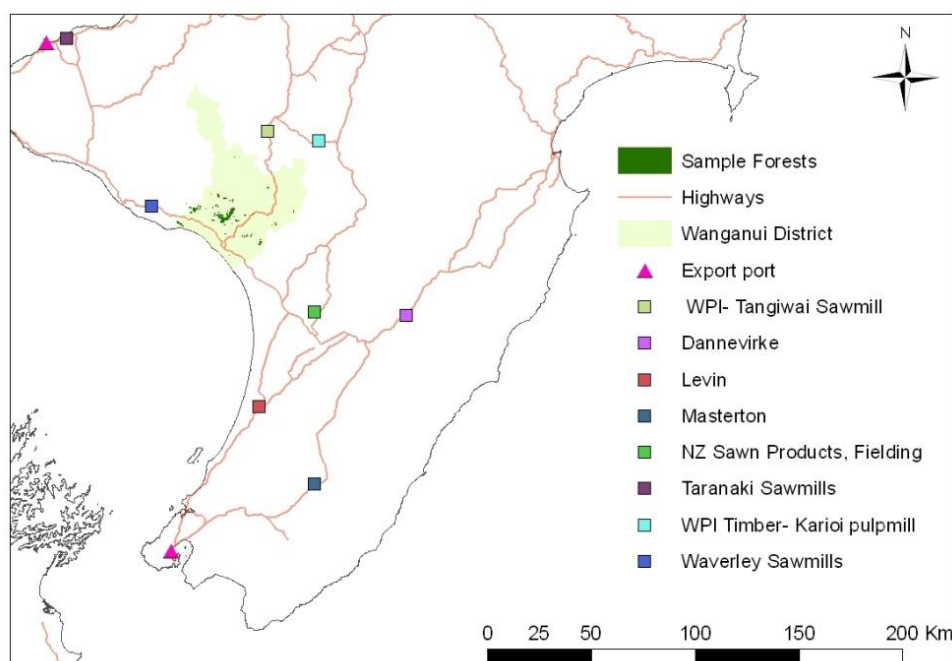 N
Sample Forests
Highways
Wanganui District
Export port
WPI- Tangiwai Sawmill
Dannevirke
Levin
Masterton
NZ Sawn Products, Fielding
Taranaki Sawmills
WPI Timber- Karioi pulpmill
Waverley Sawmills
0 25 50 100 150 200 Km